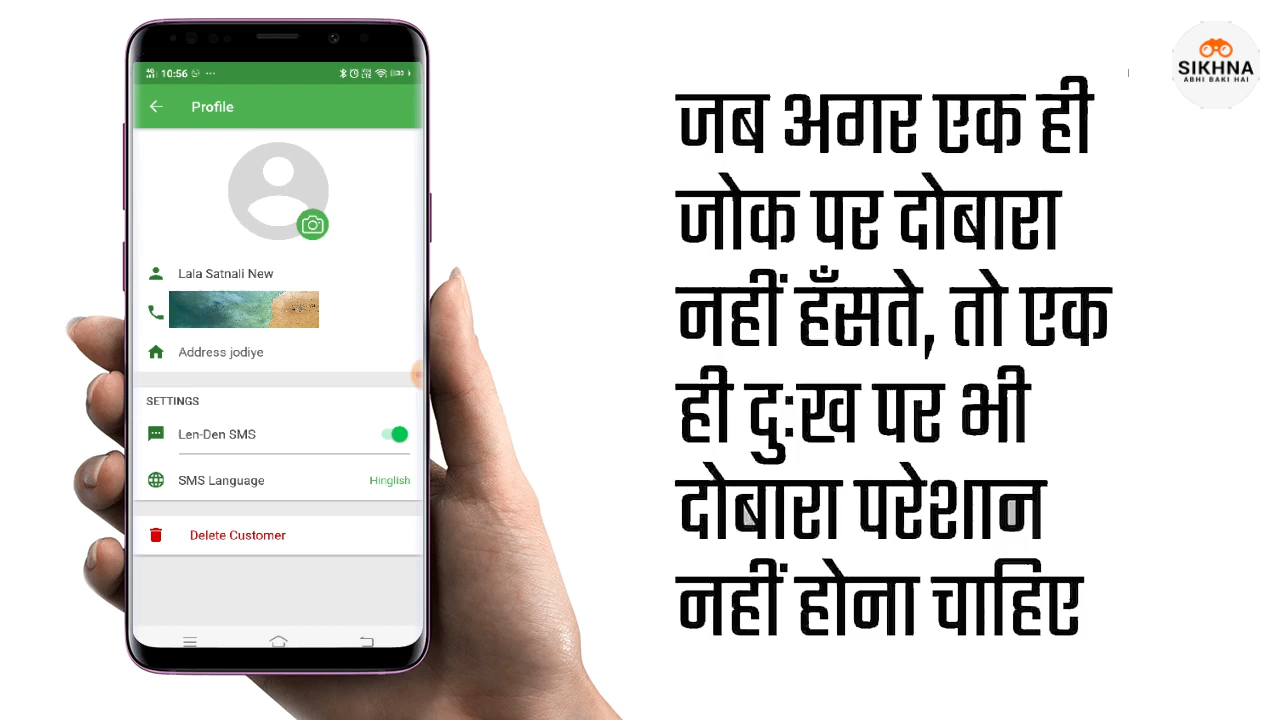 10:56
Profile
Lala Satnali New
Address jodiye
SETTINGS
Len-Den SMS
SMS Language
Hinglish
Delete Customer
जब अगर एक ही
जोक पर दोबारा
नहीं हँसते, तो एक
ही दुःख पर भी
दोबारा परेशान
नहीं होना चाहिए
SIKHNA
ABHI BAKI HAI